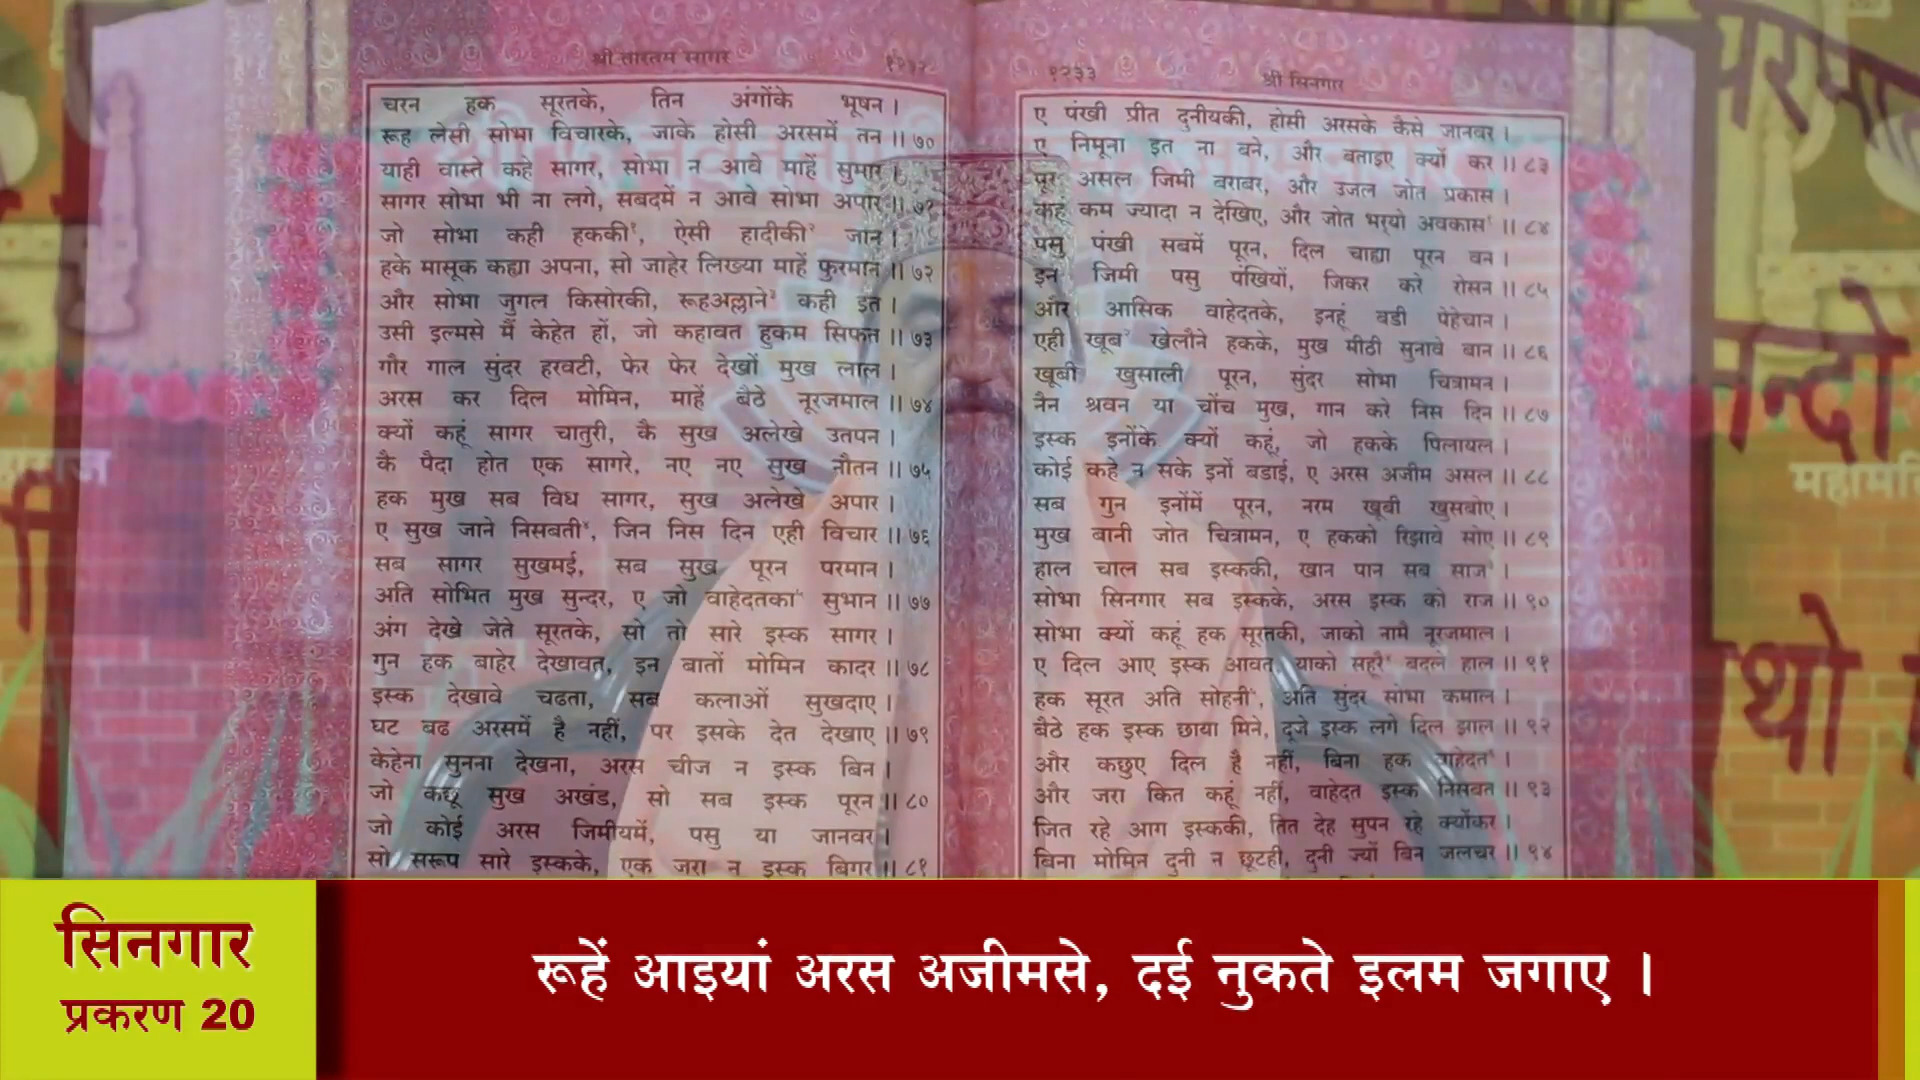 श्री तारतम सागर
१२३२
चरन हक सूरतके, तिन अंगोंके भूषन ।
रूह लेसी सोभा विचारके, जाके होसी अरसमें तन ॥ ७०
याही वास्ते कहे सागर, सोभा न आवे माहें सुमार ।
सागर सोभा भी ना लगे, सबदमें न आवे सोभा अपार ॥ ७१
जो सोभा कही हककी१, ऐसी हादीकी२ जान ।
हके मासूक कह्या अपना, सो जाहेर लिख्या माहें फुरमान ॥ ७२
और सोभा जुगल किसोरकी, रूहअल्लाने३ कही इत ।
उसी इल्मसे मैं केहेत हों, जो कहावत हुकम सिफत ॥ ७३
गौर गाल सुंदर हरवटी, फेर फेर देखों मुख लाल ।
अरस कर दिल मोमिन, माहें बैठे नूरजमाल ॥ ७४
क्यों कहूं सागर चातुरी, कै सुख अलेखे उतपन ।
कै पैदा होत एक सागरे, नए नए सुख नौतन ॥ ७५
हक मुख सब विध सागर, सुख अलेखे अपार ।
ए सुख जाने निसबती४, जिन निस दिन एही विचार ॥ ७६
सब सागर सुखमई, सब सुख पूरन परमान ।
अति सोभित मुख सुन्दर, ए जो वाहेदतका५ सुभान ॥ ७७
अंग देखे जेते सूरतके, सो तो सारे इस्क सागर ।
गुन हक बाहेर देखावत, इन बातों मोमिन कादर ॥ ७८
इस्क देखावे चढता, सब कलाओं सुखदाए ।
घट बढ अरसमें है नहीं, पर इसके देत देखाए ॥ ७९
केहेना सुनना देखना, अरस चीज न इस्क बिन ।
जो कछू सुख अखंड, सो सब इस्क पूरन ॥ ८०
जो कोई अरस जिमीयमें, पसु या जानवर ।
सो सरूप सारे इस्कके, एक जरा न इस्क बिगर ॥ ८१
१२३३
श्री सिनगार
ए पंखी प्रीत दुनीयकी, होसी अरसके कैसे जानवर ।
ए निमूना इत ना बने, और बताइए क्यों कर ॥ ८३
पूर असल जिमी बराबर, और उजल जोत प्रकास ।
कहूं कम ज्यादा न देखिए, और जोत भर्‌यो अवकास१ ॥ ८४
पसु पंखी सबमें पूरन, दिल चाह्या पूरन वन ।
इन जिमी पसु पंखियों, जिकर करे रोसन ॥ ८५
और आसिक वाहेदतके, इनहूं बडी पेहेचान ।
एही खूब२ खेलौने हकके, मुख मीठी सुनावे बान ॥ ८६
खूबी खुसाली पूरन, सुंदर सोभा चित्रामन ।
नैन श्रवन या चोंच मुख, गान करे निस दिन ॥ ८७
इस्क इनोंके क्यों कहूं, जो हकके पिलायल ।
कोई कहे न सके इनों बडाई, ए अरस अजीम असल ॥ ८८
सब गुन इनोंमें पूरन, नरम खूबी खुसबोए ।
मुख बानी जोत चित्रामन, ए हकको रिझावे सोए ॥ ८९
हाल चाल सब इस्ककी, खान पान सब साज ।
सोभा सिनगार सब इस्कके, अरस इस्क को राज ॥ ९०
सोभा क्यों कहूं हक सूरतकी, जाको नामै नूरजमाल ।
ए दिल आए इस्क आवत, याको सहूरै बदले हाल ॥ ९१
हक सूरत अति सोहनी, अति सुंदर सोभा कमाल ।
बैठे हक इस्क छाया मिने, दूजे इस्क लगे दिल झाल ॥ ९२
और कछुए दिल है नहीं, बिना हक वाहेदत ।
और जरा कित कहूं नहीं, वाहेदत इस्क निसबत ॥ ९३
जित रहे आग इस्ककी, तित देह सुपन रहे क्योंकर ।
बिना मोमिन दुनी न छूटही, दुनी ज्यों बिन जलचर ॥ ९४
महामति
सिनगार
प्रकरण 20
रूहें आइयां अरस अजीमसे, दई नुकते इलम जगाए ।